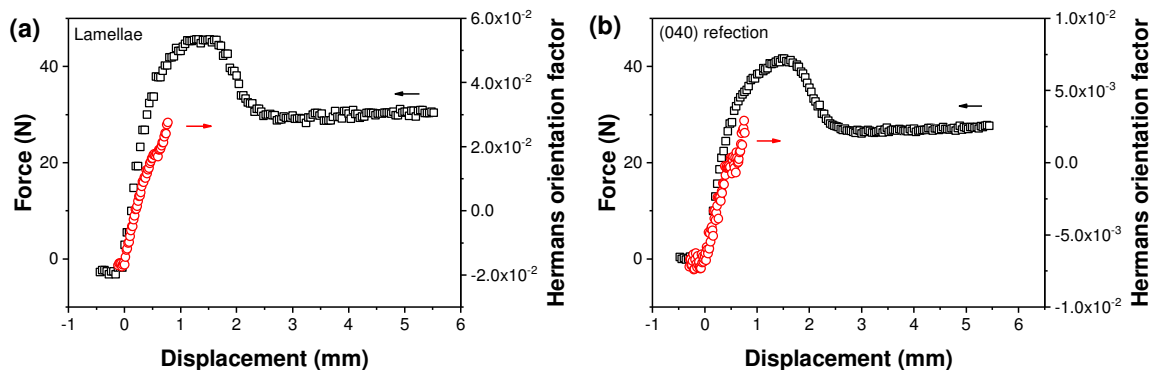 (a)
Lamellae
Force (N)
40
20
0
6.0x10⁻²
4.0x10⁻²
2.0x10⁻²
0.0
-2.0x10⁻²
Hermans orientation factor
-1 0 1 2 3 4 5 6
Displacement (mm)
(b)
(040) refection
Force (N)
40
20
0
1.0x10⁻²
5.0x10⁻³
0.0
-5.0x10⁻³
-1.0x10⁻²
Hermans orientation factor
-1 0 1 2 3 4 5 6
Displacement (mm)